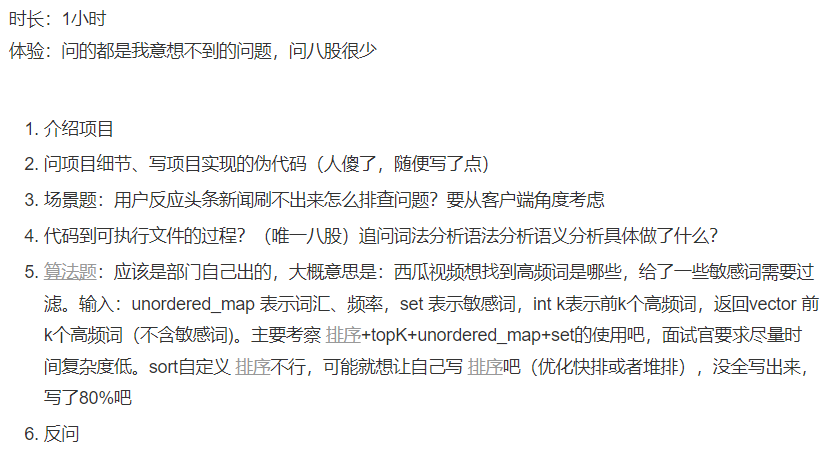 时长：1小时
体验：问的都是我意想不到的问题，问八股很少
1. 介绍项目
2. 问项目细节、写项目实现的伪代码（人傻了，随便写了点）
3. 场景题：用户反应头条新闻刷不出来怎么排查问题？要从客户端角度考虑
4. 代码到可执行文件的过程？（唯一八股）追问词法分析语法分析语义分析具体做了什么？
5. 算法题：应该是部门自己出的，大概意思是：西瓜视频想找到高频词是哪些，给了一些敏感词需要过
滤。输入：unordered_map 表示词汇、频率，set 表示敏感词，int k表示前k个高频词，返回vector 前
k个高频词（不含敏感词)。主要考察 排序+topK+unordered_map+set的使用吧，面试官要求尽量时
间复杂度低。sort自定义 排序不行，可能就想让自己写 排序吧（优化快排或者堆排），没全写出来，
写了80%吧
6. 反问